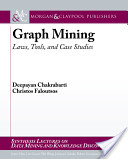 MORGAN & CLAYPOOL PUBLISHERS
Graph Mining
Laws, Tools, and Case Studies
Deepayan Chakrabarti
Christos Faloutsos
SYNTHESIS LECTURES ON
DATA MINING AND KNOWLEDGE DISCOVERY